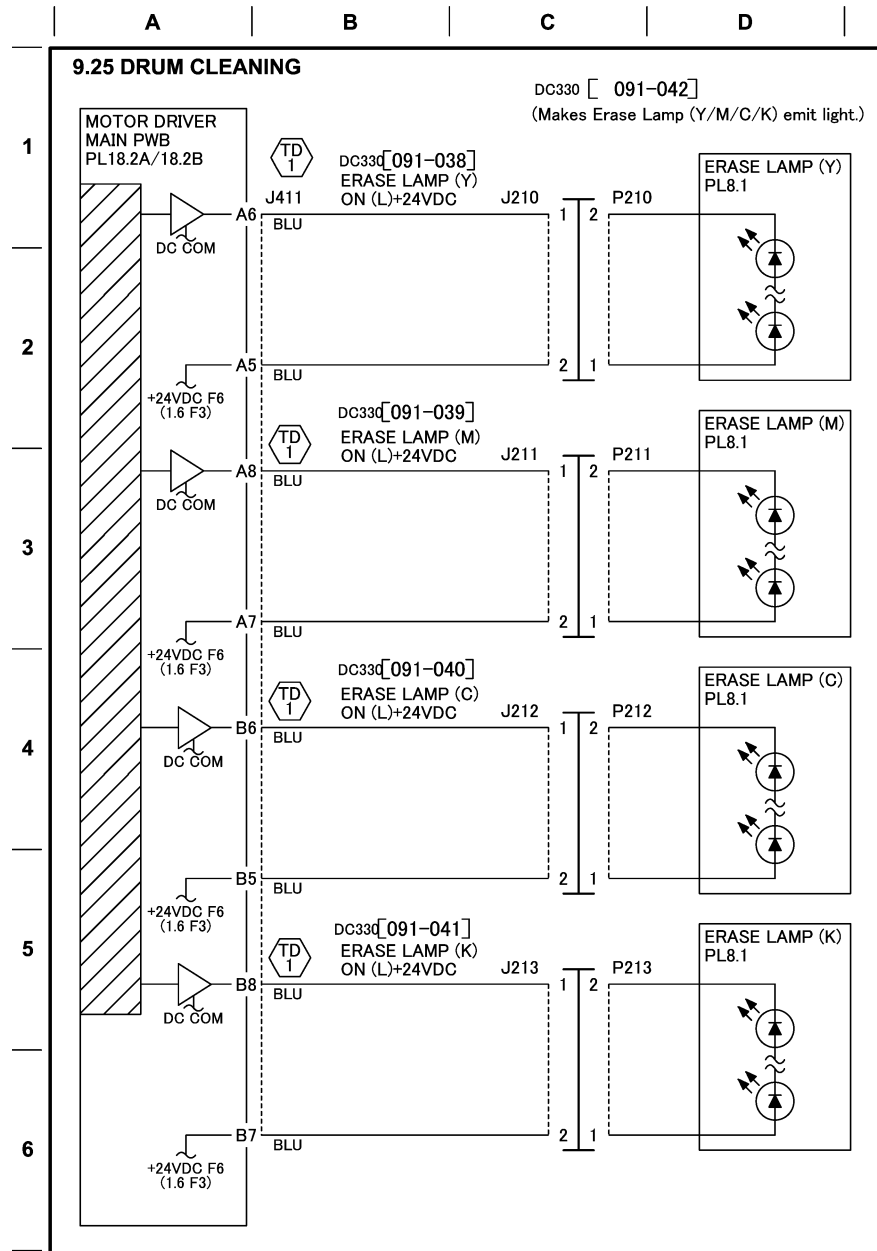 A B C D
9.25 DRUM CLEANING
DC330 [ 091-042]
(Makes Erase Lamp (Y/M/C/K) emit light.)
1
MOTOR DRIVER
MAIN PWB
PL18.2A/18.2B
TD
1
DC330[091-038]
ERASE LAMP (Y)
ON (L)+24VDC
J411
A6
BLU
DC COM
J210
1 2
P210
ERASE LAMP (Y)
PL8.1
2
A5
BLU
2 1
+24VDC F6
(1.6 F3)
DC330[091-039]
TD
1
ERASE LAMP (M)
ON (L)+24VDC
A8
BLU
DC COM
J211
1 2
P211
ERASE LAMP (M)
PL8.1
3
A7
BLU
2 1
+24VDC F6
(1.6 F3)
DC330[091-040]
TD
1
ERASE LAMP (C)
ON (L)+24VDC
B6
BLU
DC COM
J212
1 2
P212
ERASE LAMP (C)
PL8.1
4
B5
BLU
2 1
+24VDC F6
(1.6 F3)
DC330[091-041]
TD
1
ERASE LAMP (K)
ON (L)+24VDC
5
B8
BLU
DC COM
J213
1 2
P213
ERASE LAMP (K)
PL8.1
6
B7
BLU
2 1
+24VDC F6
(1.6 F3)